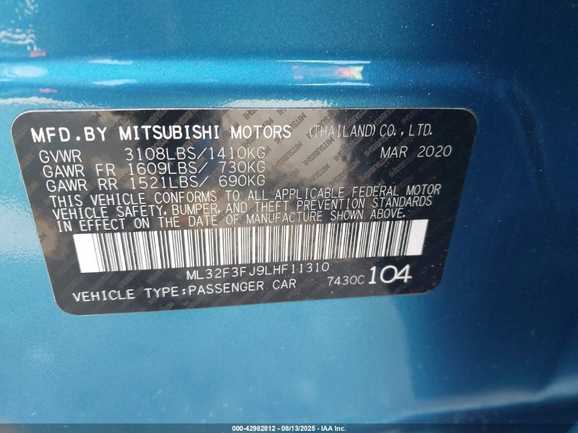 MFD.BY MITSUBISHI MOTORS (THAILAND)CO.,LTD.
GVWR 3108LBS/1410KG MAR 2020
GAWR FR 1609LBS/ 730KG
GAWR RR 1521LBS/ 690KG
THIS VEHICLE CONFORMS TO ALL APPLICABLE FEDERAL MOTOR
VEHICLE SAFETY, BUMPER, AND THEFT PREVENTION STANDARDS
IN EFFECT ON THE DATE OF MANUFACTURE SHOWN ABOVE.
ML32F3FJ9LHF11310
VEHICLE TYPE:PASSENGER CAR 7430C 104
000-42982812 - 08/13/2025 - IAA Inc.